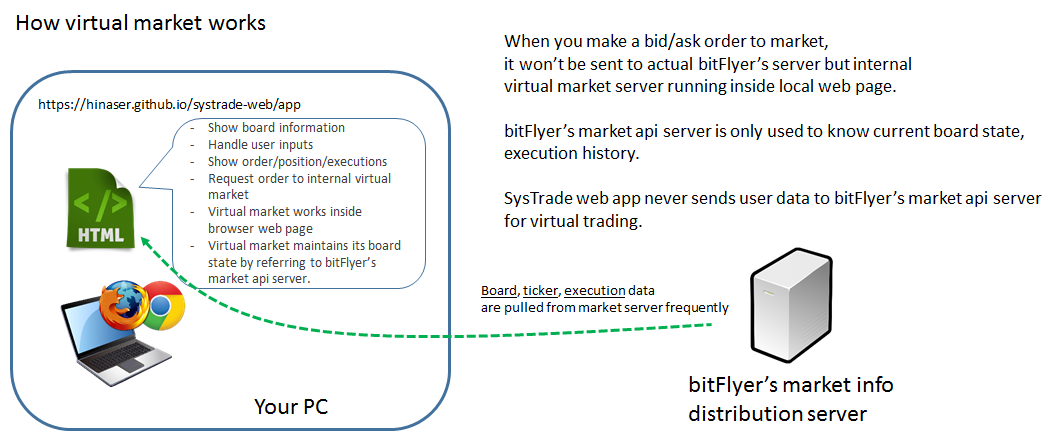 How virtual market works
When you make a bid/ask order to market,
it won't be sent to actual bitFlyer's server but internal
virtual market server running inside local web page.
bitFlyer's market api server is only used to know current board state,
execution history.
SysTrade web app never sends user data to bitFlyer's market api server
for virtual trading.
https://hinaser.github.io/systrade-web/app
- Show board information
- Handle user inputs
- Show order/position/executions
- Request order to internal virtual
market
- Virtual market works inside
browser web page
- Virtual market maintains its board
state by referring to bitFlyer's
market api server.
</>
HTML
Board, ticker, execution data
are pulled from market server frequently
Your PC
bitFlyer's market info
distribution server